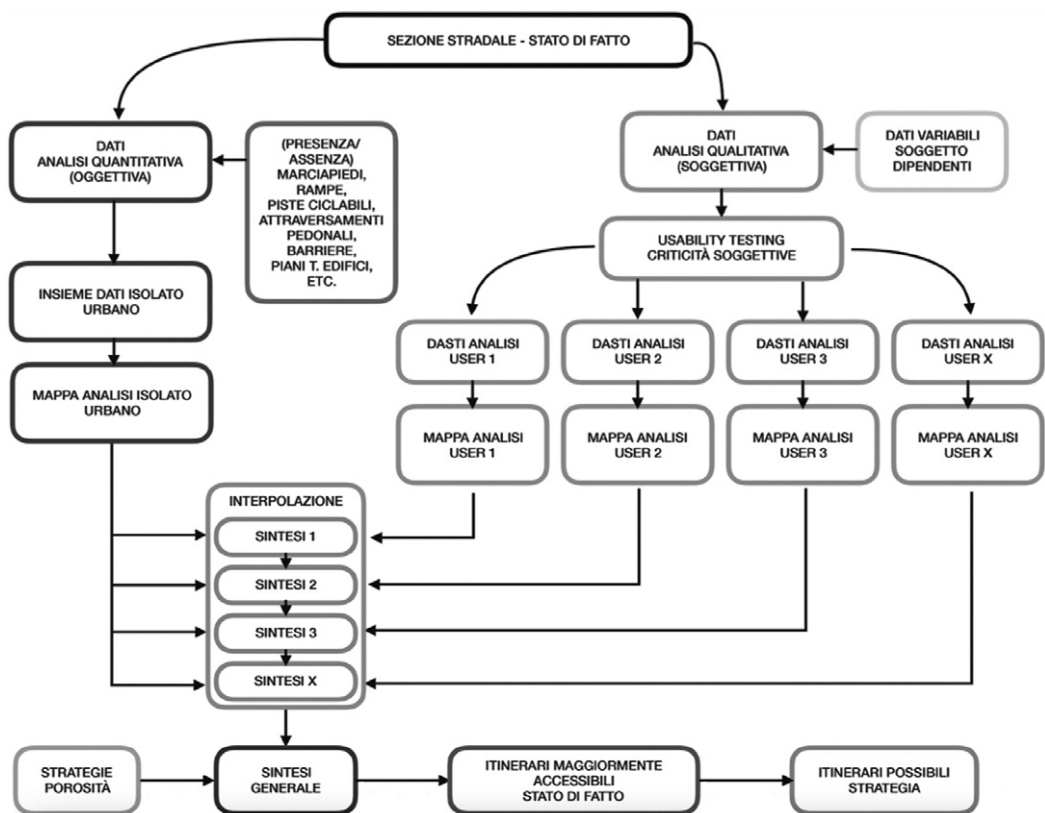 SEZIONE STRADALE - STATO DI FATTO
DATI
ANALISI QUANTITATIVA
(OGGETTIVA)
(PRESENZA/
ASSENZA)
MARCIAPIEDI,
RAMPE,
PISTE CICLABILI,
ATTRAVERSAMENTI
PEDONALI,
BARRIERE,
PIANI T. EDIFICI,
ETC.
DATI
ANALISI QUALITATIVA
(SOGGETTIVA)
DATI VARIABILI
SOGGETTO
DIPENDENTI
USABILITY TESTING
CRITICITÀ SOGGETTIVE
INSIEME DATI ISOLATO
URBANO
DASTI ANALISI
USER 1
DASTI ANALISI
USER 2
DASTI ANALISI
USER 3
DASTI ANALISI
USER X
MAPPA ANALISI ISOLATO
URBANO
MAPPA ANALISI
USER 1
MAPPA ANALISI
USER 2
MAPPA ANALISI
USER 3
MAPPA ANALISI
USER X
INTERPOLAZIONE
SINTESI 1
SINTESI 2
SINTESI 3
SINTESI X
STRATEGIE
POROSITÀ
SINTESI
GENERALE
ITINERARI MAGGIORMENTE
ACCESSIBILI
STATO DI FATTO
ITINERARI POSSIBILI
STRATEGIA